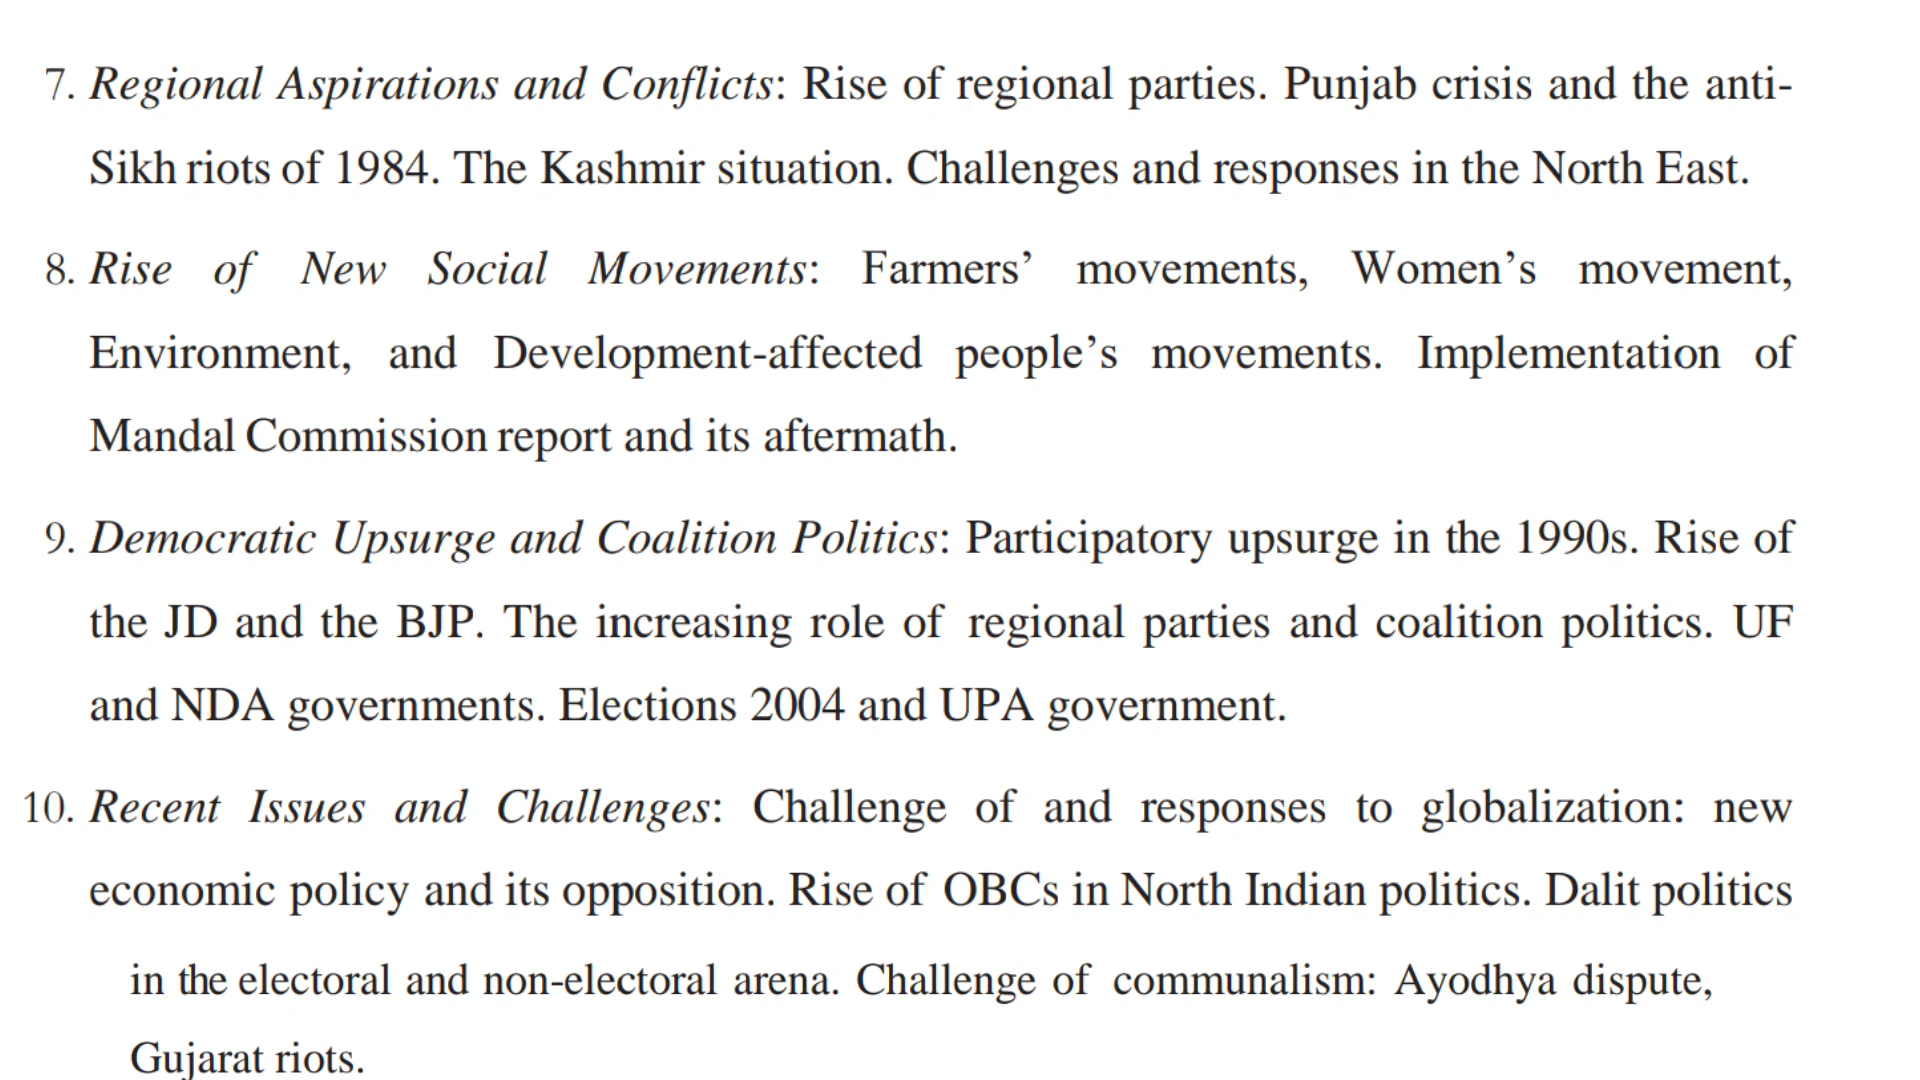 7. Regional Aspirations and Conflicts: Rise of regional parties. Punjab crisis and the anti-
Sikh riots of 1984. The Kashmir situation. Challenges and responses in the North East.
8. Rise of New Social Movements: Farmers’ movements, Women’s movement,
Environment, and Development-affected people’s movements. Implementation of
Mandal Commission report and its aftermath.
9. Democratic Upsurge and Coalition Politics: Participatory upsurge in the 1990s. Rise of
the JD and the BJP. The increasing role of regional parties and coalition politics. UF
and NDA governments. Elections 2004 and UPA government.
10. Recent Issues and Challenges: Challenge of and responses to globalization: new
economic policy and its opposition. Rise of OBCs in North Indian politics. Dalit politics
in the electoral and non-electoral arena. Challenge of communalism: Ayodhya dispute,
Gujarat riots.